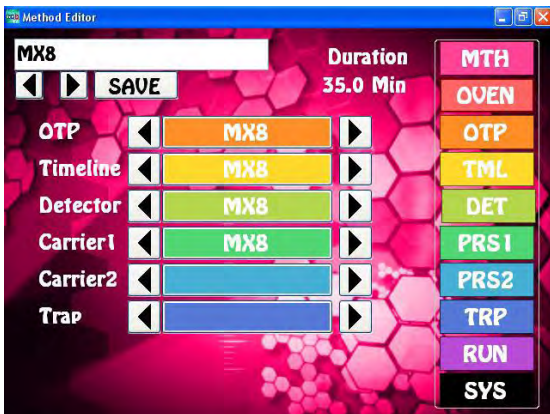 Method Editor
MX8
SAVE
Duration
35.0 Min
OTP MX8
Timeline MX8
Detector MX8
Carrier1 MX8
Carrier2
Trap
MTH
OVEN
OTP
TML
DET
PRS1
PRS2
TRP
RUN
SYS